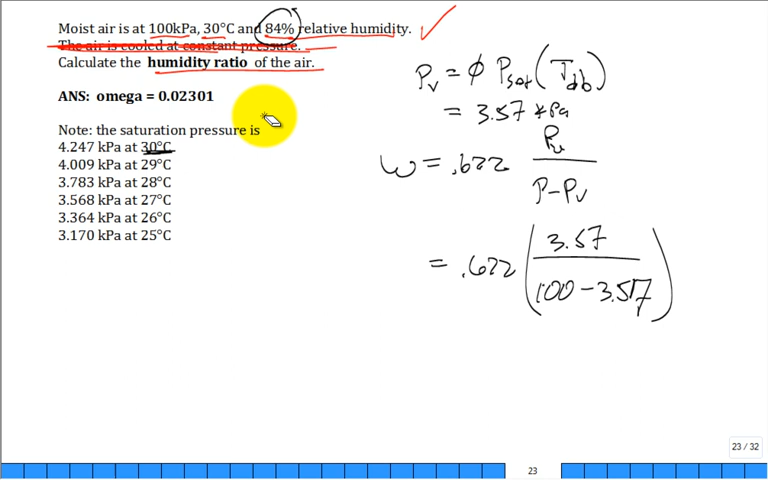 Moist air is at 100kPa, 30°C and 84% relative humidity.
The air is cooled at constant pressure.
Calculate the humidity ratio of the air.
ANS: omega = 0.02301
Note: the saturation pressure is
4.247 kPa at 30°C
4.009 kPa at 29°C
3.783 kPa at 28°C
3.568 kPa at 27°C
3.364 kPa at 26°C
3.170 kPa at 25°C
Pv = ϕ Psat (Tdb)
= 3.57 kPa
ω = .622 Pv / P - Pv
= .622 ( 3.57 / 100 - 3.57 )
23 / 32
23